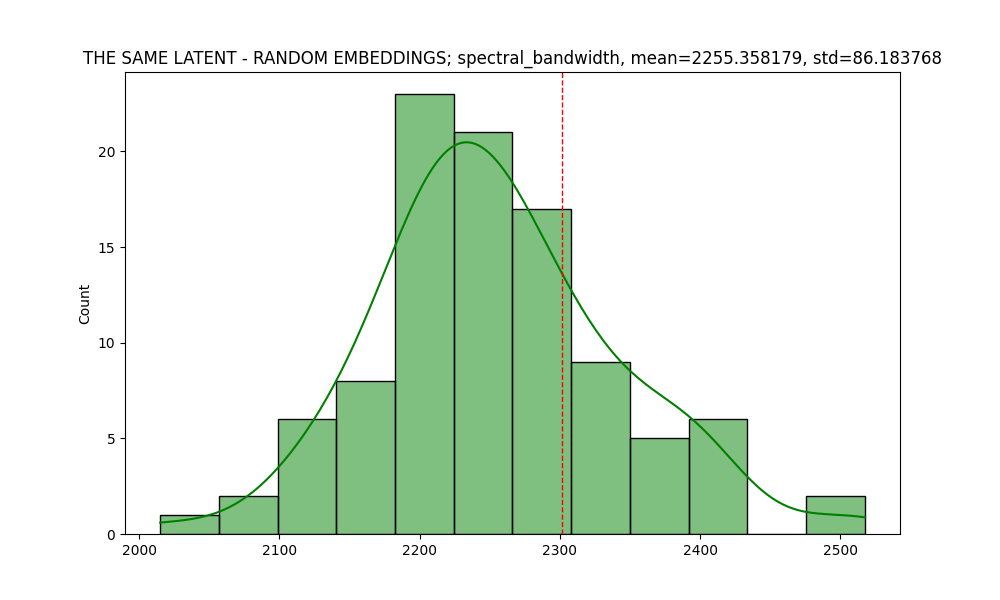 THE SAME LATENT - RANDOM EMBEDDINGS; spectral_bandwidth, mean=2255.358179, std=86.183768
20
15
10
5
0
Count
2000 2100 2200 2300 2400 2500